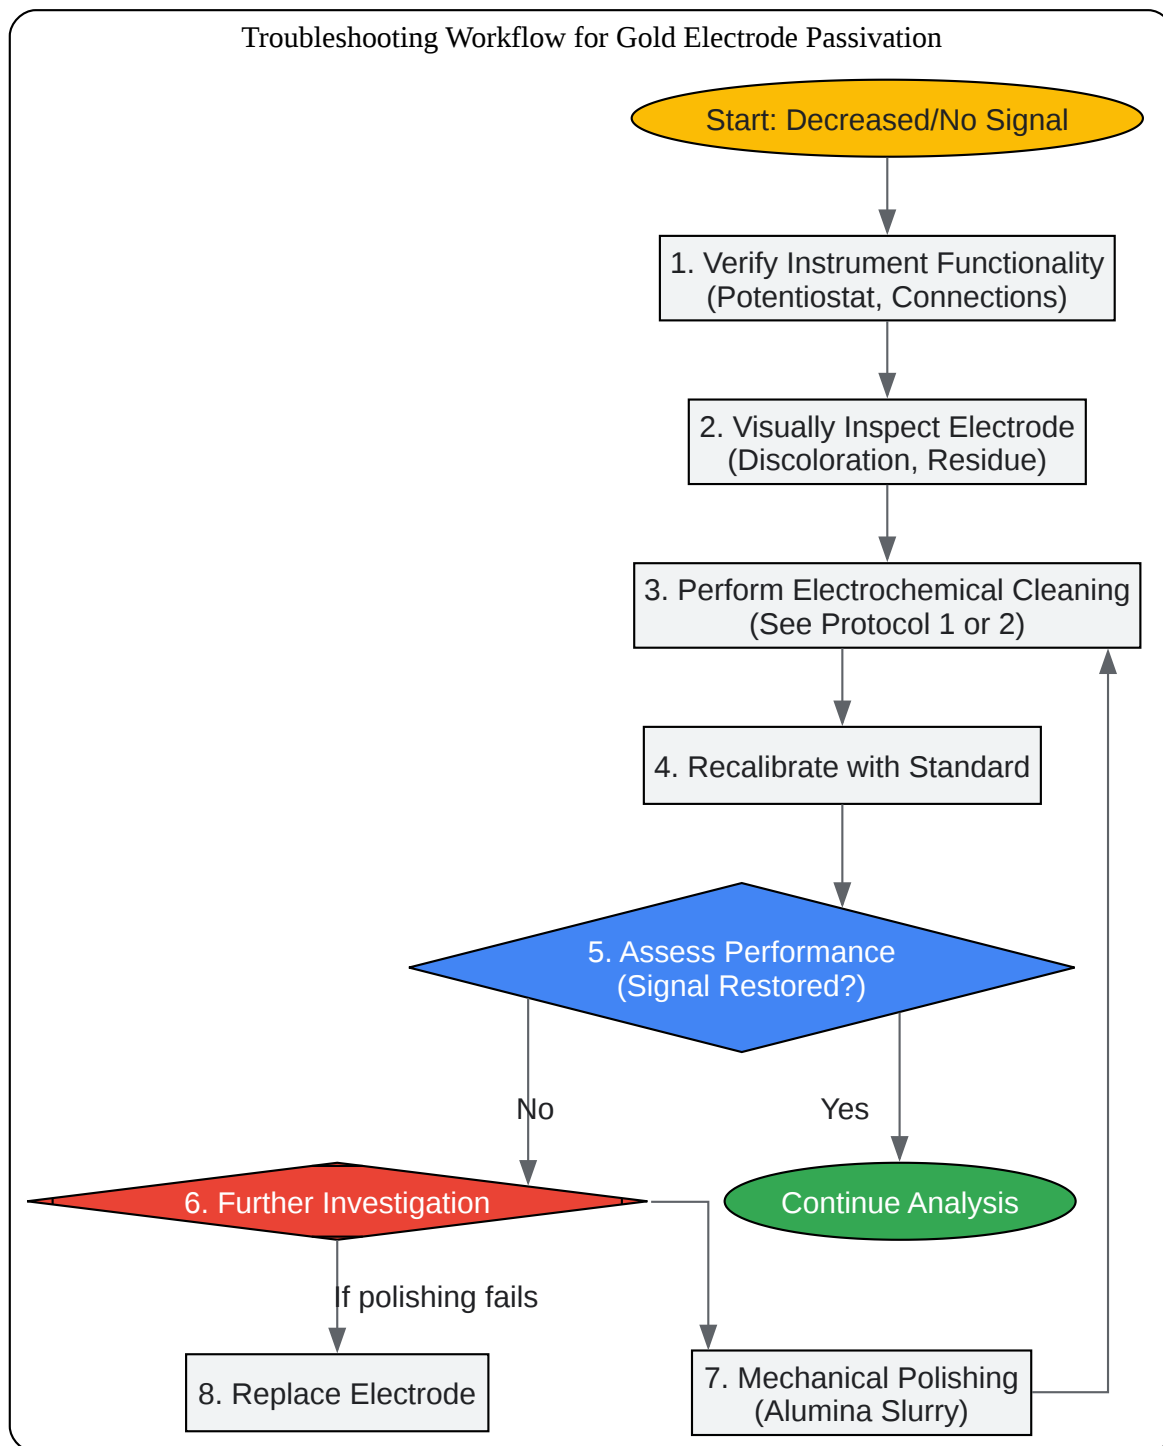 Troubleshooting Workflow for Gold Electrode Passivation
Start: Decreased/No Signal
1. Verify Instrument Functionality
(Potentiostat, Connections)
2. Visually Inspect Electrode
(Discoloration, Residue)
3. Perform Electrochemical Cleaning
(See Protocol 1 or 2)
4. Recalibrate with Standard
5. Assess Performance
(Signal Restored?)
No
Yes
6. Further Investigation
Continue Analysis
If polishing fails
8. Replace Electrode
7. Mechanical Polishing
(Alumina Slurry)